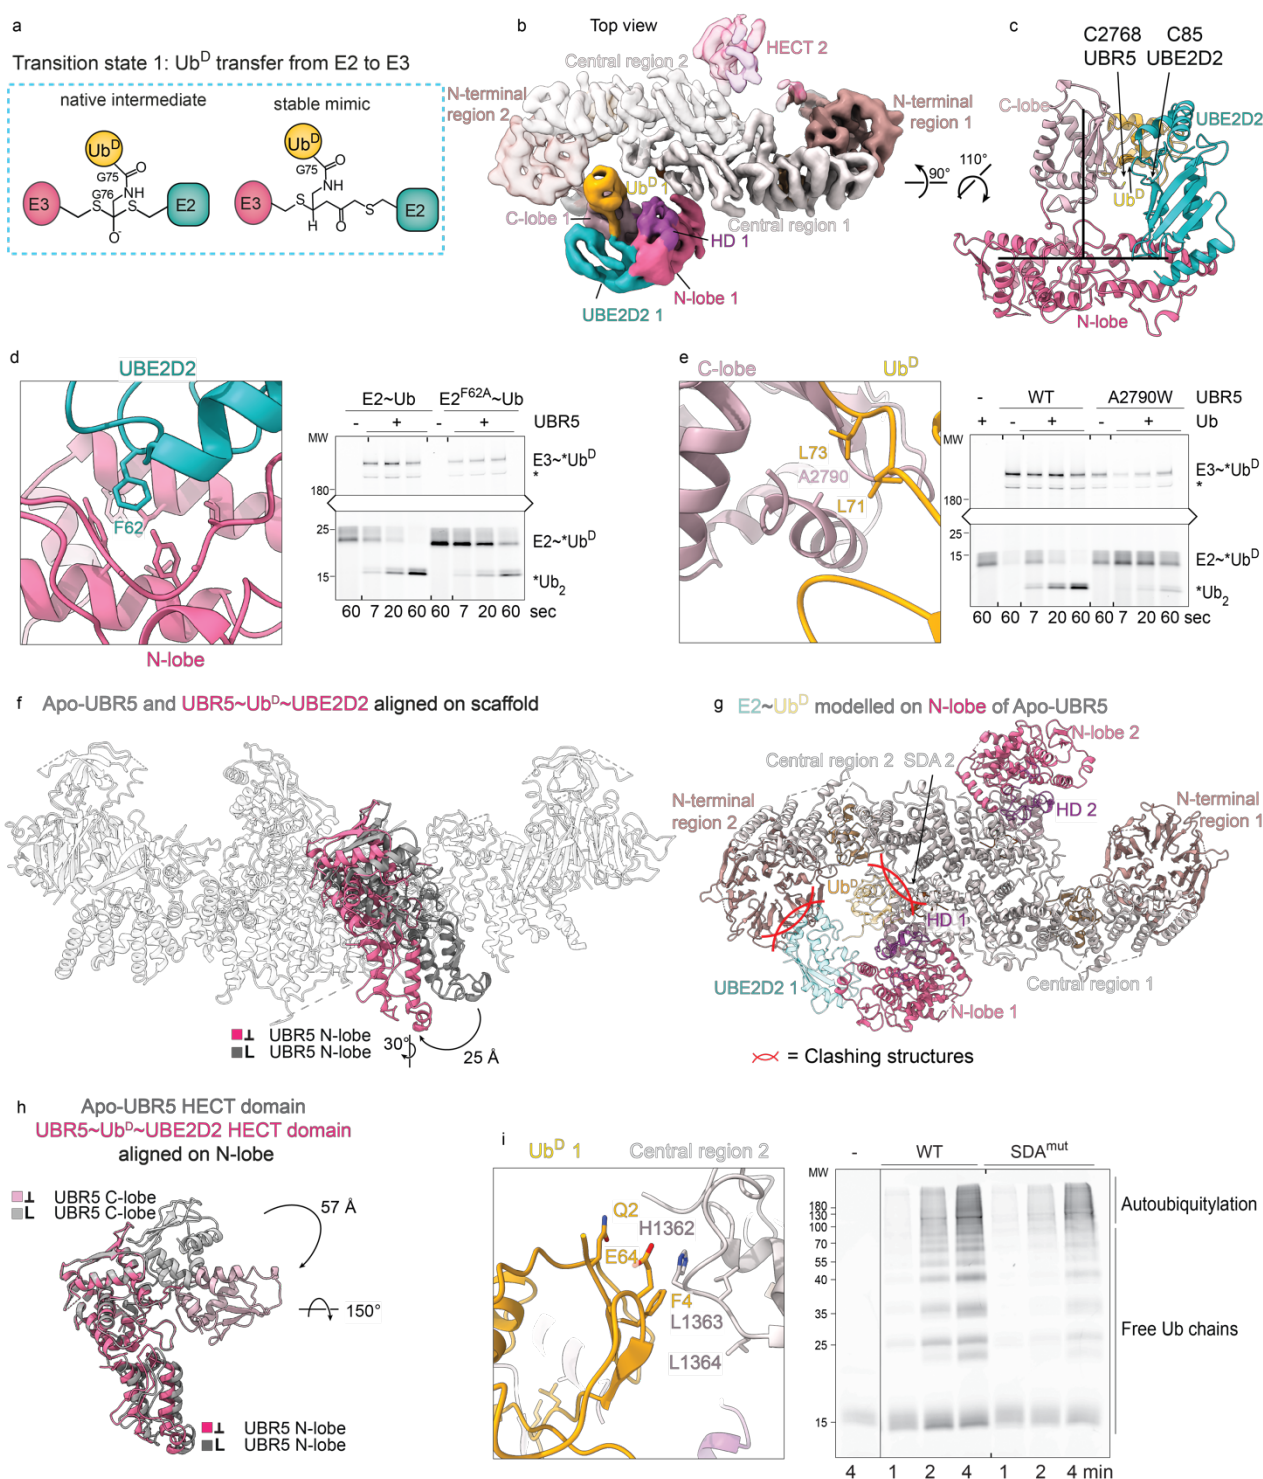 a
Transition state 1: Ub^D transfer from E2 to E3
native intermediate
stable mimic
Ub^D
G75
O
G76
NH
E3
S
S
E2
O
Ub^D
G75
O
NH
E3
S
S
E2
H
O
b
Top view
HECT 2
Central region 2
N-terminal
region 2
N-terminal
region 1
Ub^D 1
C-lobe 1
HD 1
Central region 1
N-lobe 1
UBE2D2 1
90°
110°
c
C2768
UBR5
C85
UBE2D2
C-lobe
UBE2D2
Ub^D
N-lobe
d
UBE2D2
F62
N-lobe
E2~Ub
E2^F62A~Ub
- + - + UBR5
MW
E3~*Ub^D
*
180
25
E2~*Ub^D
15
*Ub2
60 7 20 60 60 7 20 60 sec
e
C-lobe
Ub^D
L73
A2790
L71
- WT A2790W UBR5
+ - + - + Ub
MW
E3~*Ub^D
*
180
25
15
E2~*Ub^D
*Ub2
60 60 7 20 60 60 7 20 60 sec
f
Apo-UBR5 and UBR5~Ub^D~UBE2D2 aligned on scaffold
⊥ UBR5 N-lobe
L UBR5 N-lobe
30°
25 Å
g
E2~Ub^D modelled on N-lobe of Apo-UBR5
N-lobe 2
Central region 2
SDA 2
N-terminal
region 2
HD 2
N-terminal
region 1
Ub^D
HD 1
UBE2D2 1
Central region 1
N-lobe 1
= Clashing structures
h
Apo-UBR5 HECT domain
UBR5~Ub^D~UBE2D2 HECT domain
aligned on N-lobe
⊥ UBR5 C-lobe
L UBR5 C-lobe
57 Å
150°
⊥ UBR5 N-lobe
L UBR5 N-lobe
i
Ub^D 1
Central region 2
Q2
H1362
E64
F4
L1363
L1364
- WT SDA^mut
MW
180
130
100
70
55
40
35
25
15
Autoubiquitylation
Free Ub chains
4 1 2 4 1 2 4 min